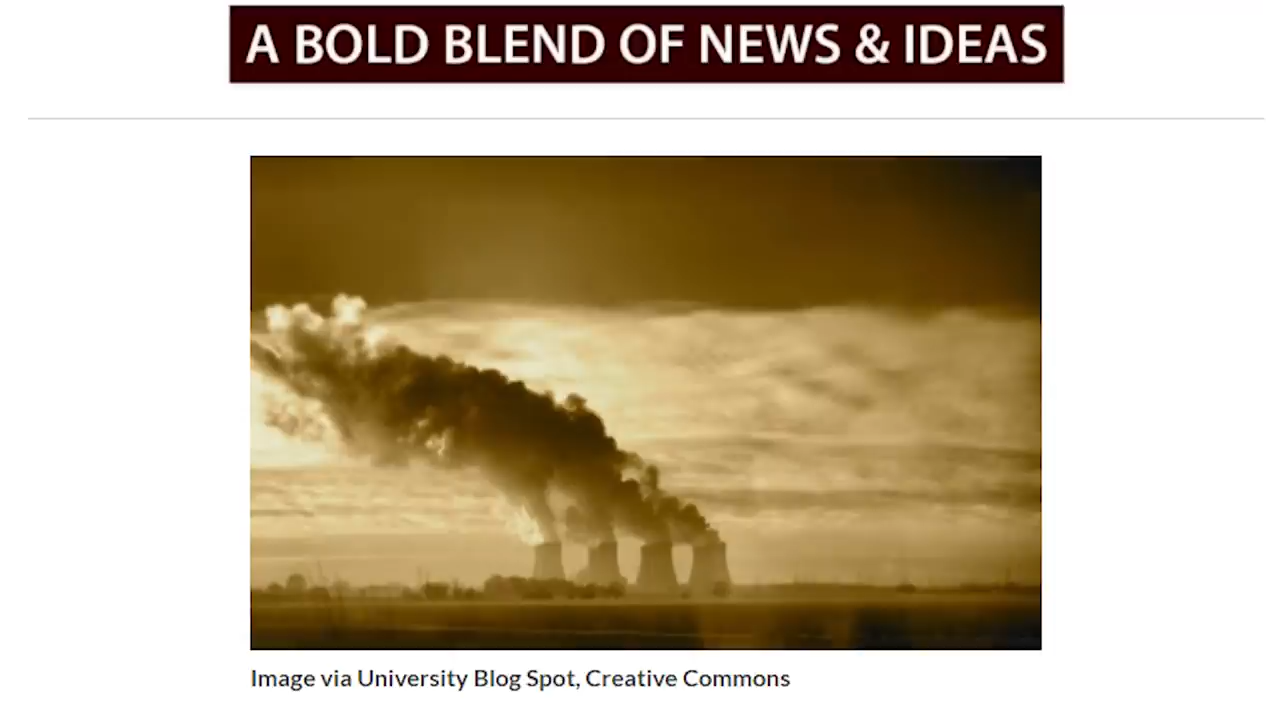 A BOLD BLEND OF NEWS & IDEAS
Image via University Blog Spot, Creative Commons